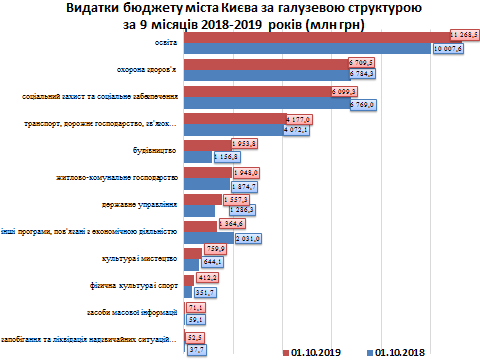 Видатки бюджету міста Києва за галузевою структурою
за 9 місяців 2018-2019 років (млн грн)
освіта
11 268,5
10 007,6
охорона здоров'я
6 709,5
6 784,3
соціальний захист та соціальне забезпечення
6 099,3
6 769,0
транспорт, дорожнє господарство, зв'язок...
4 177,0
4 072,1
будівництво
1 953,8
1 156,8
житлово-комунальне господарство
1 948,0
1 874,7
державне управління
1 557,3
1 286,3
інші програми, пов'язані з економічною діяльністю
1 364,6
2 031,0
культура і мистецтво
759,9
644,1
фізична культура і спорт
412,2
351,7
засоби масової інформації
71,1
59,1
запобігання та ліквідація надзвичайних ситуацій...
52,5
37,7
01.10.2019
01.10.2018